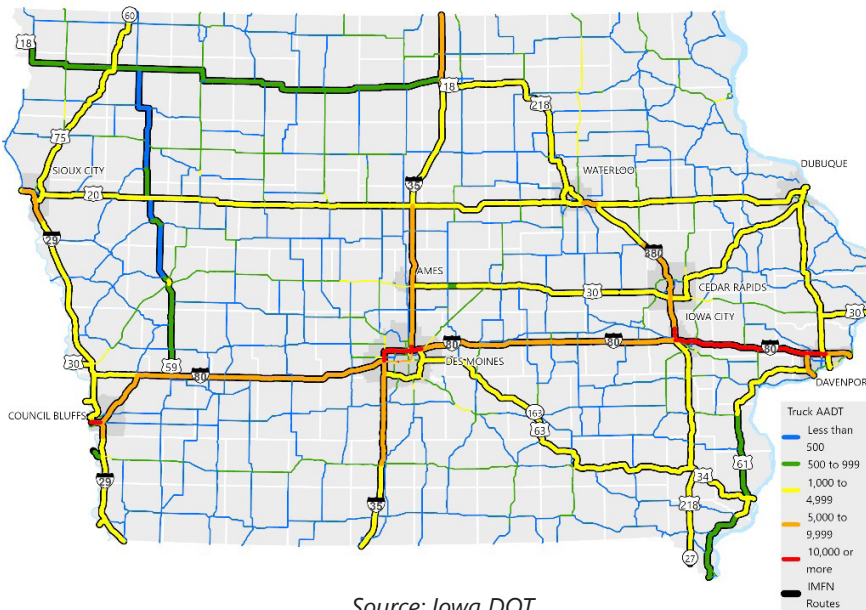 60
18
18
218
75
SIOUX CITY
WATERLOO
DUBUQUE
20
35
29
380
AMES
CEDAR RAPIDS
30
30
IOWA CITY
80
80
80
30
59
80
DES MOINES
DAVENPOR
COUNCIL BLUFFS
163
63
61
34
29
35
218
27
Truck AADT
Less than
500
500 to 999
1,000 to
4,999
5,000 to
9,999
10,000 or
more
IMFN
Routes
Source: Iowa DOT